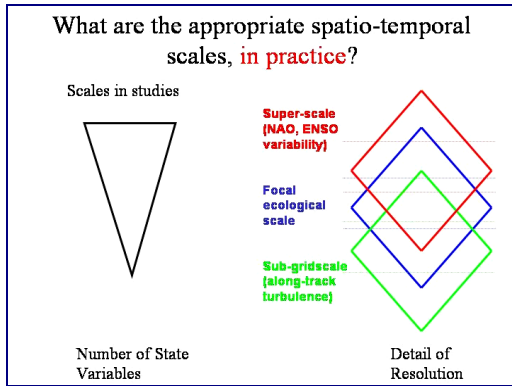 What are the appropriate spatio-temporal
scales, in practice?
Scales in studies
Super-scale
(NAO, ENSO
variability)
Focal
ecological
scale
Sub-gridscale
(along-track
turbulence)
Number of State
Variables
Detail of
Resolution